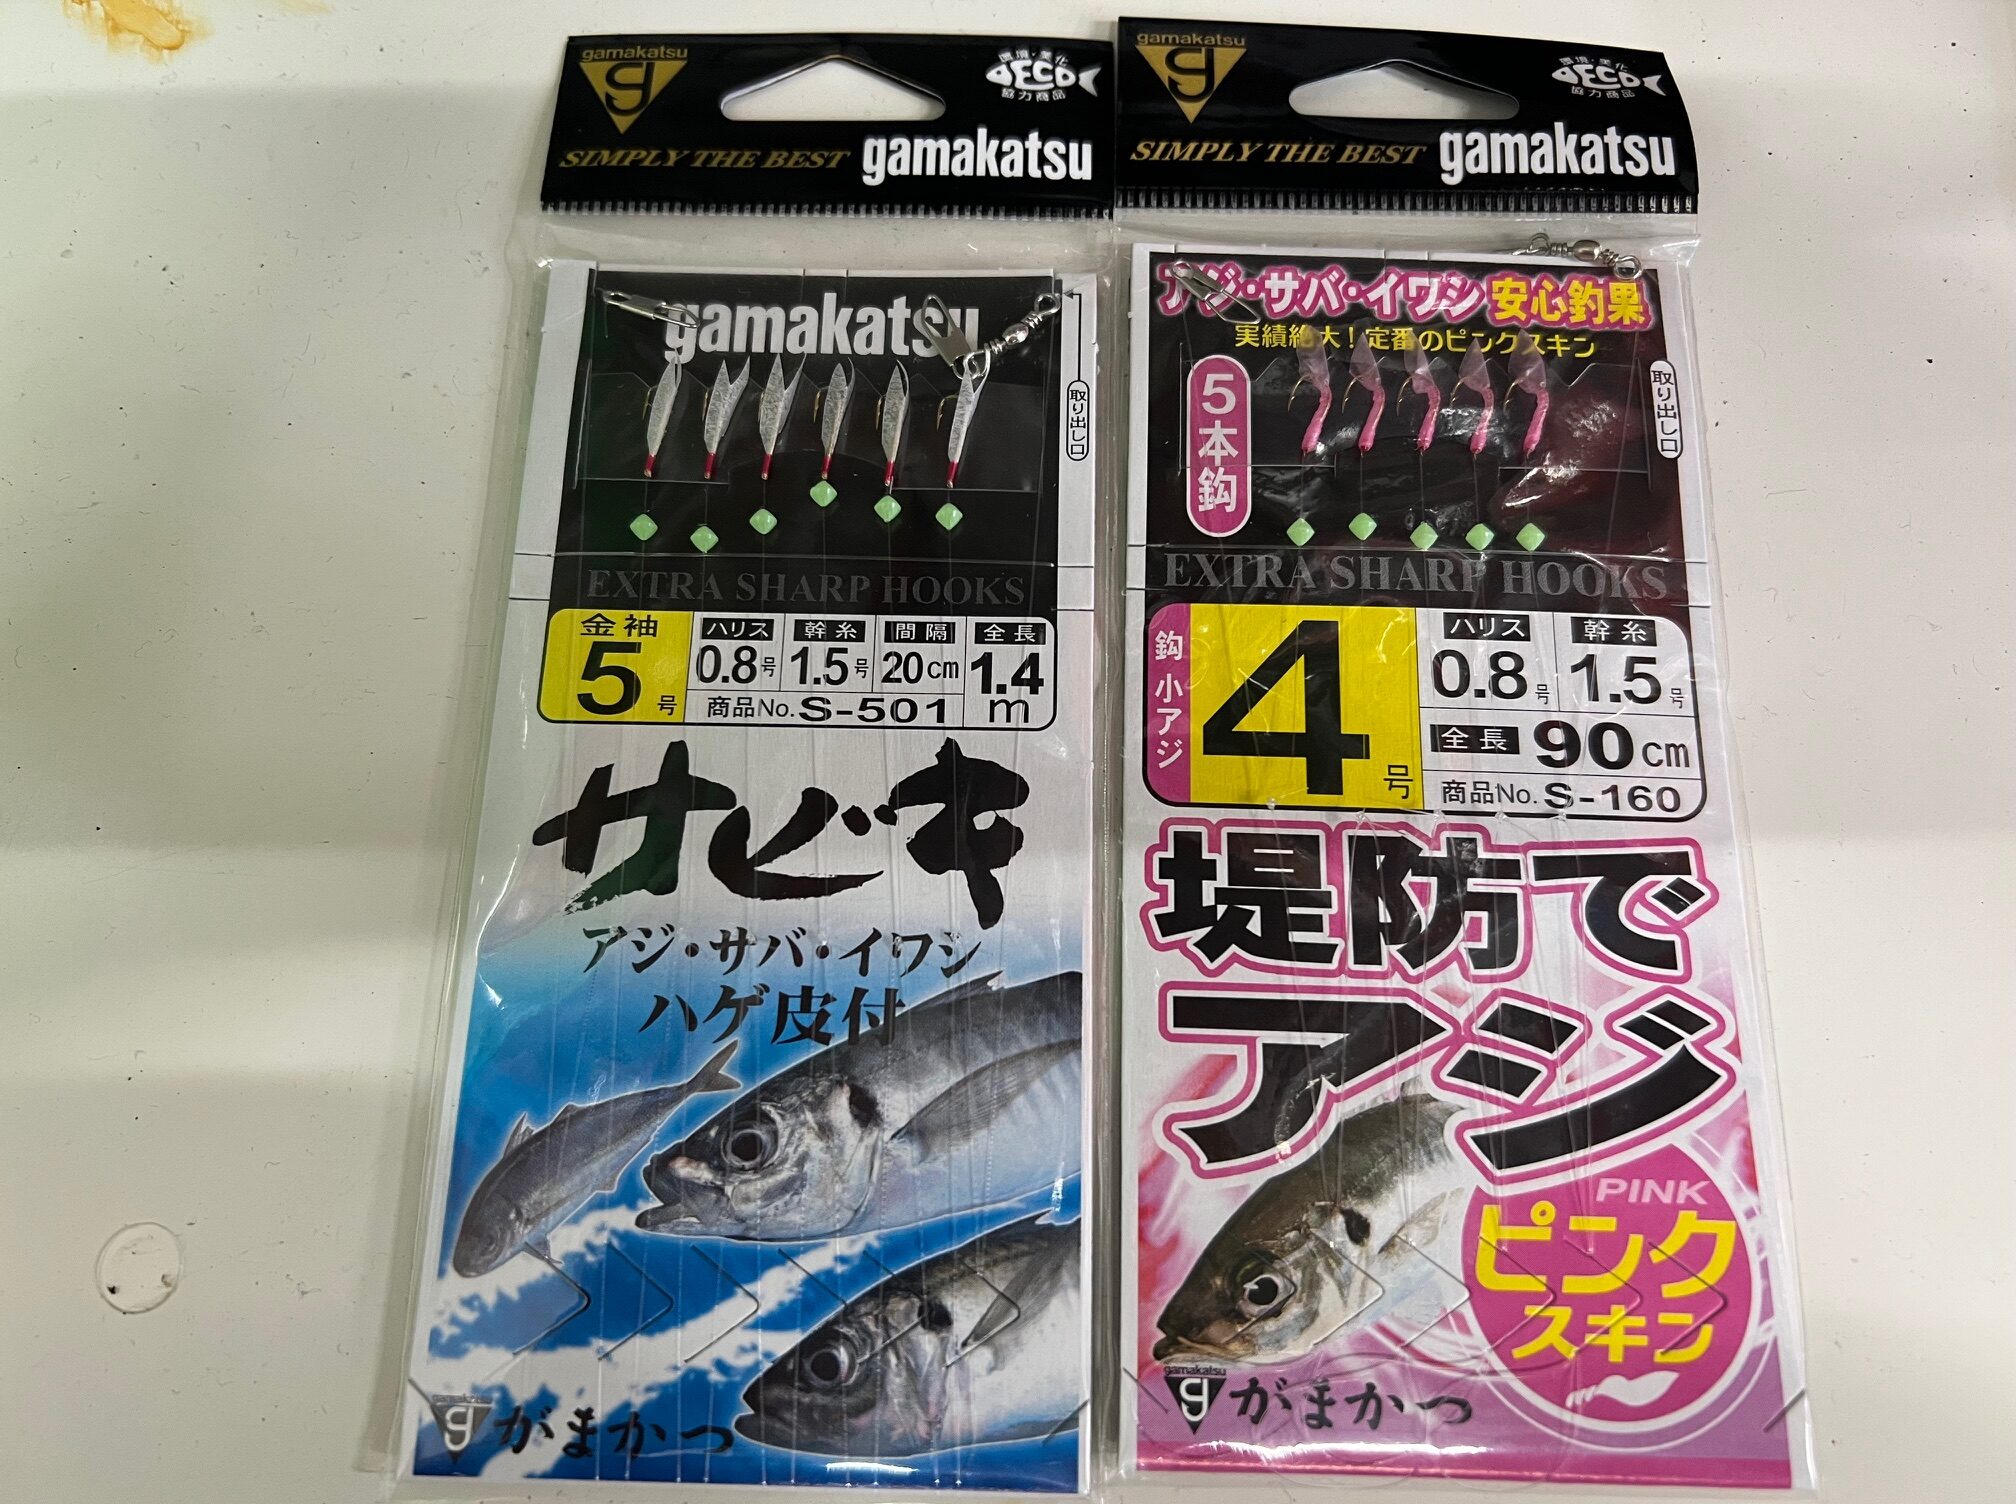 gamakatsu
環境・美化
ECO
協力商品
SIMPLY THE BEST gamakatsu
gamakatsu
取り出し口
EXTRA SHARP HOOKS
金袖
5号
ハリス
0.8号
幹糸
1.5号
間隔
20cm
全長
1.4m
商品No. S-501
サビキ
アジ・サバ・イワシ
ハゲ皮付
gamakatsu
がまかつ
gamakatsu
環境・美化
ECO
協力商品
SIMPLY THE BEST gamakatsu
アジ・サバ・イワシ 安心釣果
実績絶大!定番のピンクスキン
5本鈎
取り出し口
EXTRA SHARP HOOKS
鈎 小アジ
4号
ハリス
0.8号
幹糸
1.5号
全長 90cm
商品No. S-160
堤防で
アジ
PINK
ピンク
スキン
gamakatsu
がまかつ